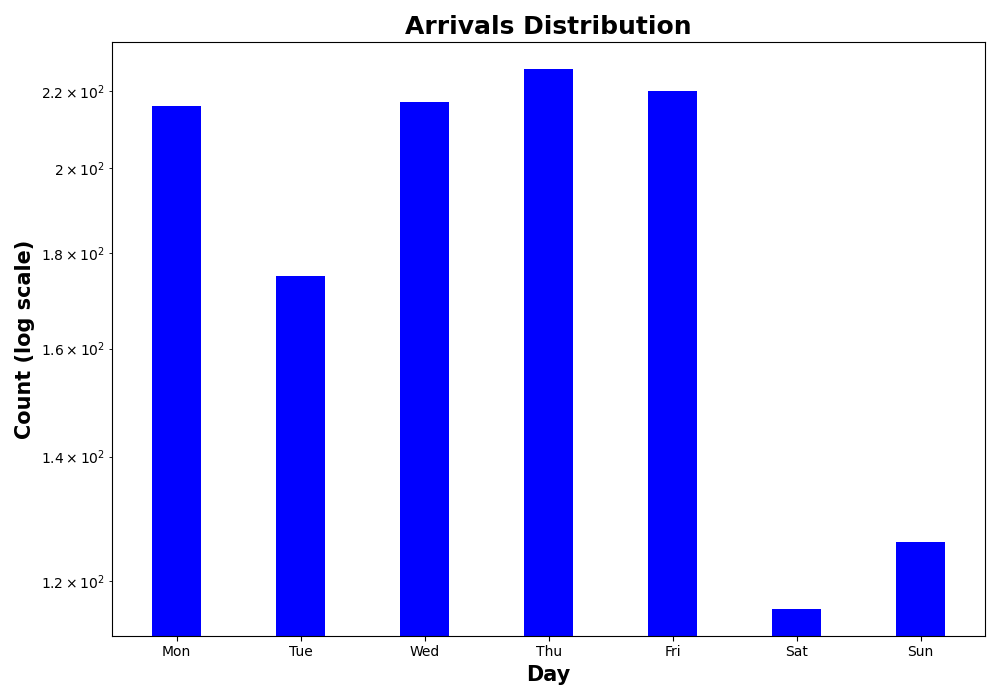 Arrivals Distribution
2.2 × 10²
2 × 10²
1.8 × 10²
1.6 × 10²
1.4 × 10²
1.2 × 10²
Count (log scale)
Mon Tue Wed Thu Fri Sat Sun
Day